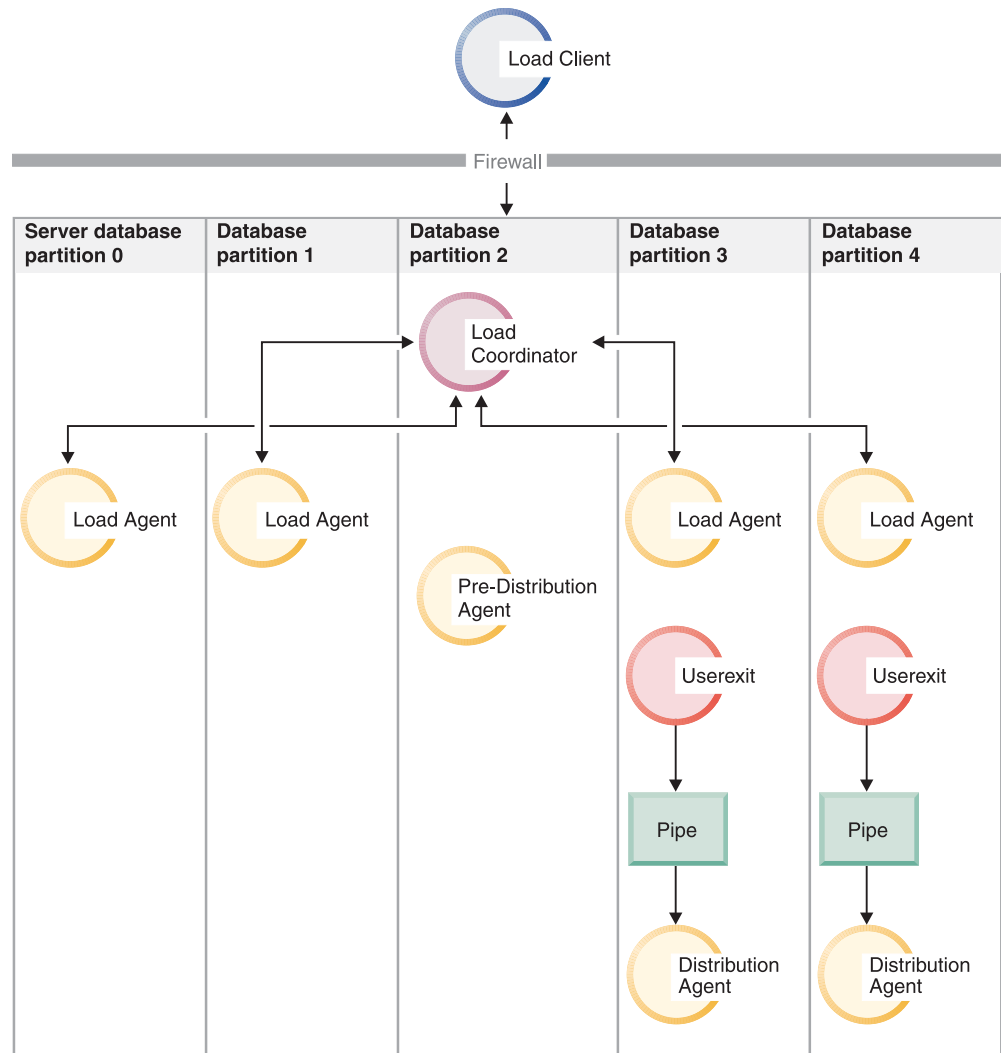 Load Client
Firewall
Server database
partition 0
Database
partition 1
Database
partition 2
Database
partition 3
Database
partition 4
Load
Coordinator
Load Agent
Load Agent
Load Agent
Load Agent
Pre-Distribution
Agent
Userexit
Userexit
Pipe
Pipe
Distribution
Agent
Distribution
Agent